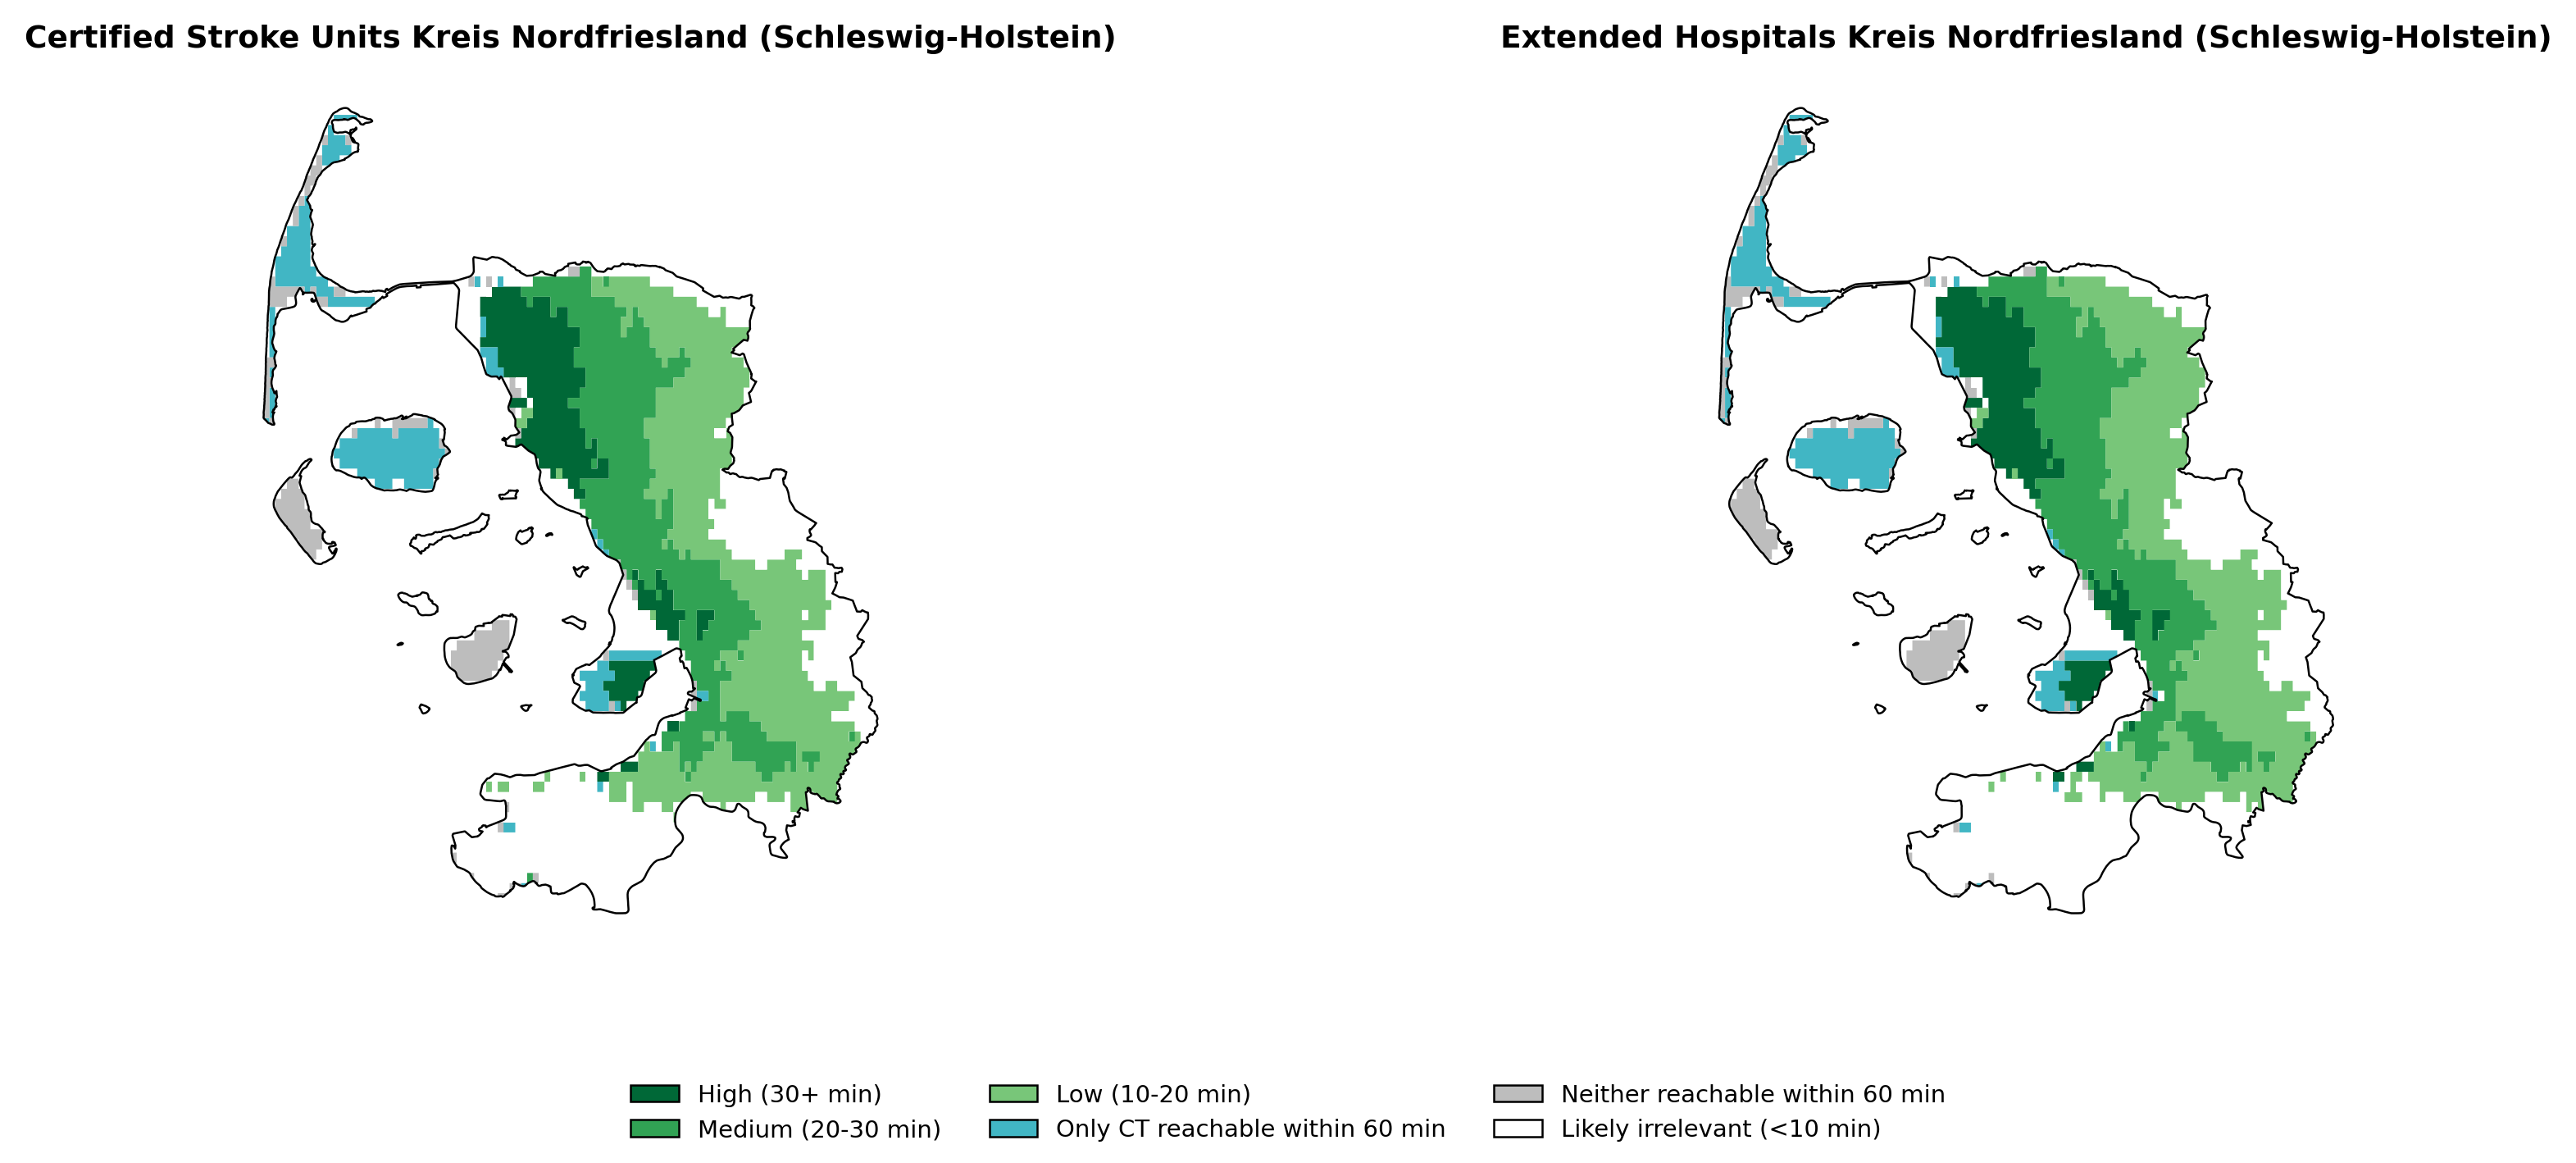 Certified Stroke Units Kreis Nordfriesland (Schleswig-Holstein)
Extended Hospitals Kreis Nordfriesland (Schleswig-Holstein)
High (30+ min)
Medium (20-30 min)
Low (10-20 min)
Only CT reachable within 60 min
Neither reachable within 60 min
Likely irrelevant (<10 min)